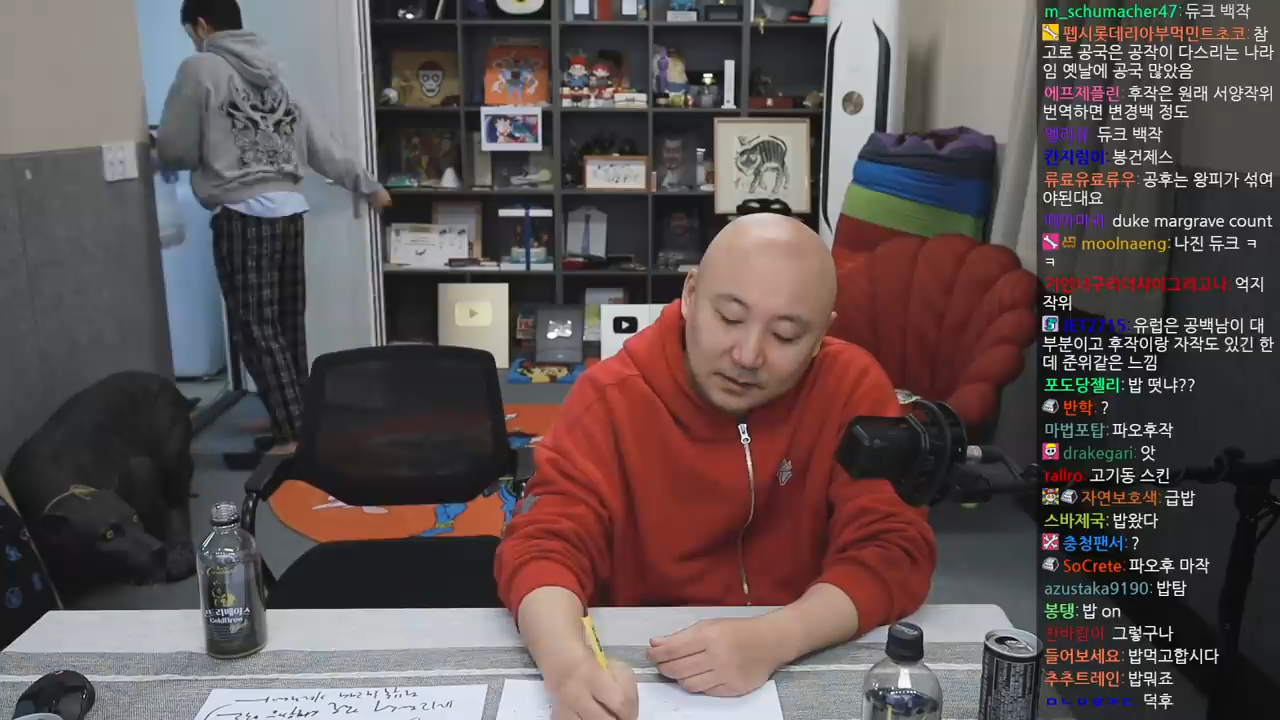 m_schumacher47: 듀크 백작
펩시롯데리아부먹민트초코: 참
고로 공국은 공작이 다스리는 나라
임 옛날에 공국 많았음
에프제플린: 후작은 원래 서양작위
번역하면 변경백 정도
듀크 백작
칸지림이: 봉건제스
류료유료류우: 공후는 왕피가 섞여
야된대요
duke margrave count
moolnaeng: 나진 듀크 ㅋ
ㅋ
억지
작위
JET2715: 유럽은 공백남이 대
부분이고 후작이랑 자작도 있긴 한
데 준위같은 느낌
포도당젤리: 밥 떳냐??
반학: ?
마법포탑: 파오후작
drakegari: 앗
rallro: 고기동 스킨
자연보호색: 급밥
스바제국: 밥왔다
충청팬서: ?
SoCrete: 파오후 마작
azustaka9190: 밥탐
봉탱: 밥 on
찬바람이 그렇구나
들어보세요: 밥먹고합시다
추추트레인: 밥뭐죠
덕후
ColdBrew